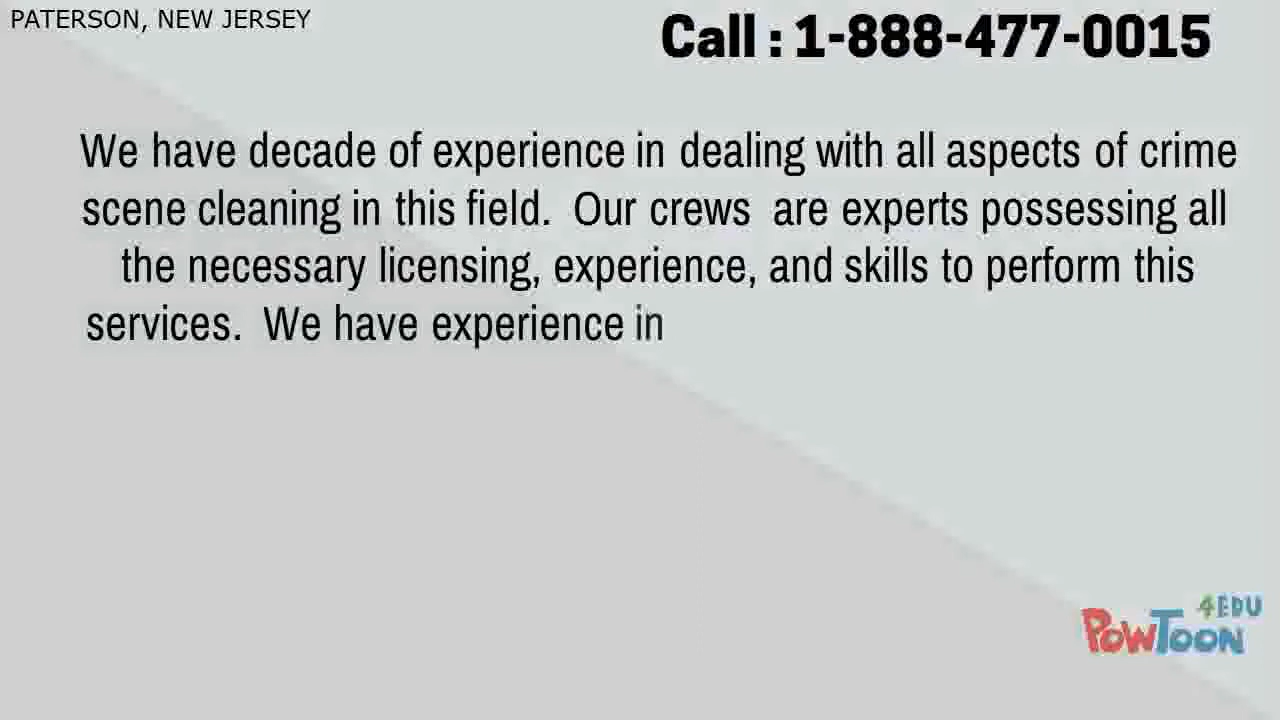 PATERSON, NEW JERSEY
Call : 1-888-477-0015
We have decade of experience in dealing with all aspects of crime
scene cleaning in this field. Our crews are experts possessing all
the necessary licensing, experience, and skills to perform this
services. We have experience in
4EDU
POWTOON